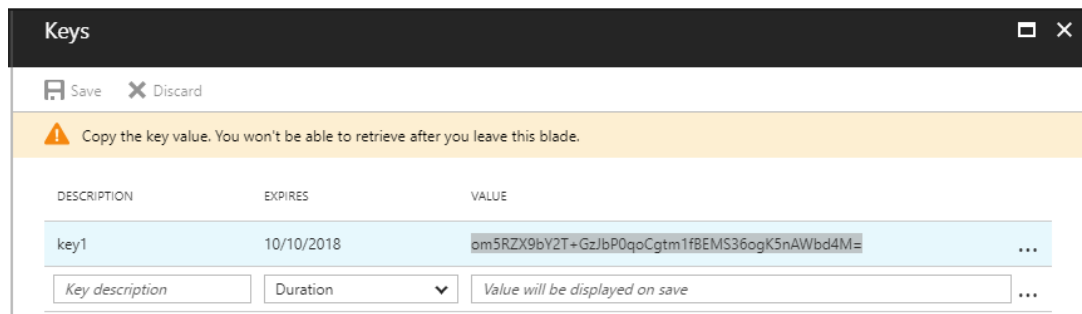 Keys
Save Discard
Copy the key value. You won't be able to retrieve after you leave this blade.
DESCRIPTION EXPIRES VALUE
key1 10/10/2018 om5RZX9bY2T+GzJbP0qoCgtm1fBEMS36ogK5nAWbd4M= ...
Key description Duration Value will be displayed on save ...